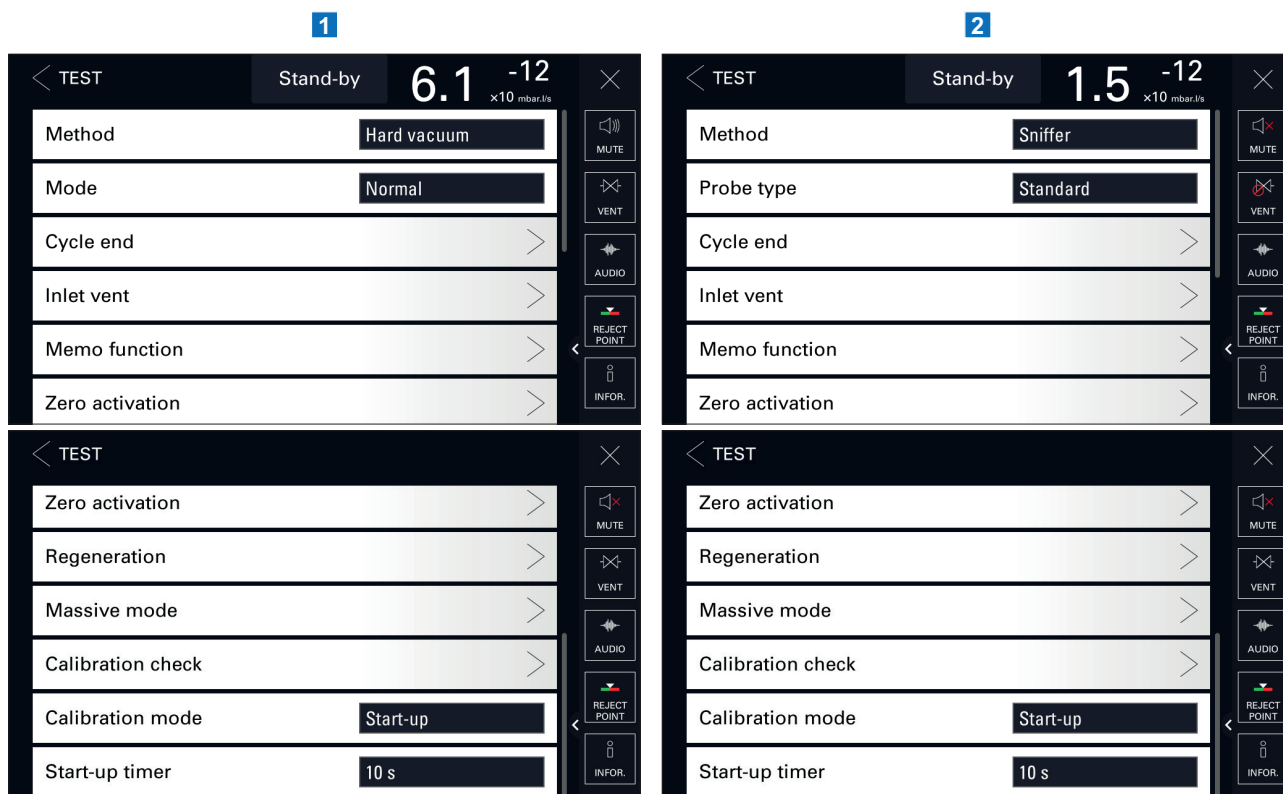 1
TEST
Stand-by
6.1 ×10 -12 mbar.l/s
Method
Hard vacuum
Mode
Normal
Cycle end
Inlet vent
Memo function
Zero activation
MUTE
VENT
AUDIO
REJECT
POINT
INFOR.
TEST
Zero activation
Regeneration
Massive mode
Calibration check
Calibration mode
Start-up
Start-up timer
10 s
MUTE
VENT
AUDIO
REJECT
POINT
INFOR.
2
TEST
Stand-by
1.5 ×10 -12 mbar.l/s
Method
Sniffer
Probe type
Standard
Cycle end
Inlet vent
Memo function
Zero activation
MUTE
VENT
AUDIO
REJECT
POINT
INFOR.
TEST
Zero activation
Regeneration
Massive mode
Calibration check
Calibration mode
Start-up
Start-up timer
10 s
MUTE
VENT
AUDIO
REJECT
POINT
INFOR.